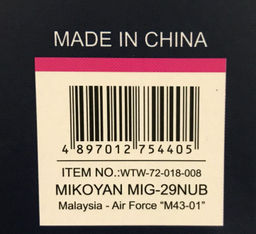 MADE IN CHINA
4 897012 754405
ITEM NO.:WTW-72-018-008
MIKOYAN MIG-29NUB
Malaysia - Air Force "M43-01"